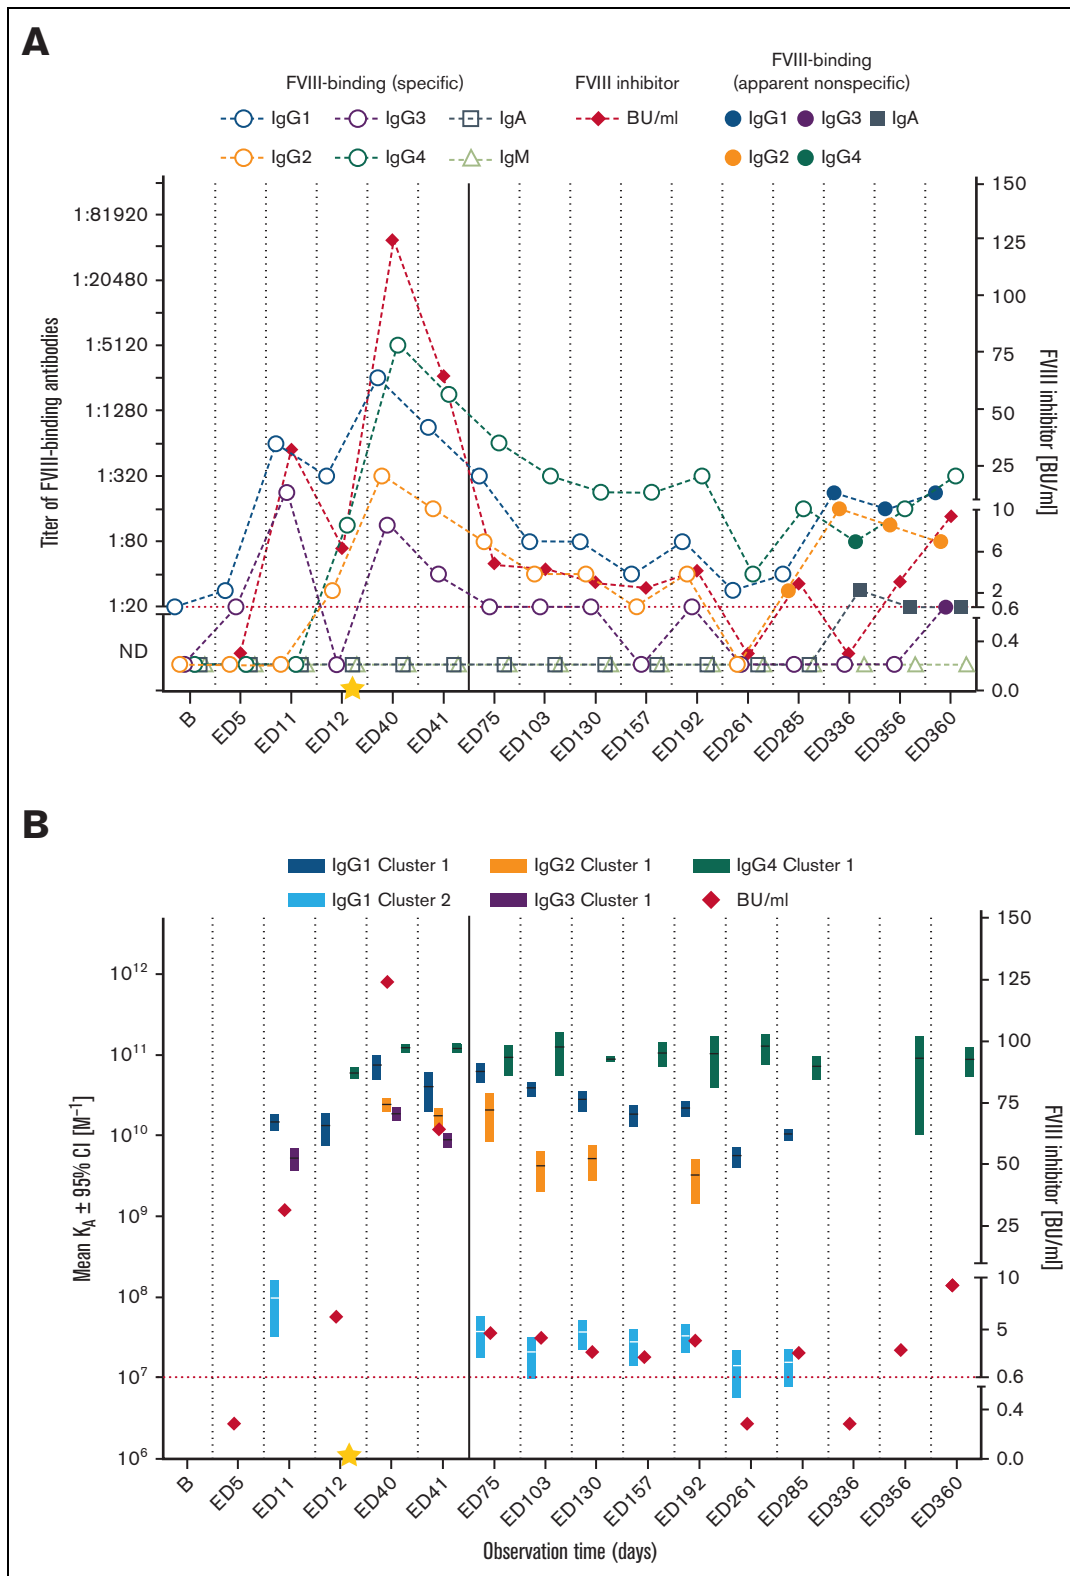 A
FVIII-binding (specific)
FVIII inhibitor
FVIII-binding
(apparent nonspecific)
IgG1 IgG3 IgA BU/ml IgG1 IgG3 IgA
IgG2 IgG4 IgM IgG2 IgG4
Titer of FVIII-binding antibodies
1:81920
1:20480
1:5120
1:1280
1:320
1:80
1:20
ND
150
125
100
75
50
25
10
6
2
0.6
0.4
0.0
FVIII inhibitor [BU/ml]
B ED5 ED11 ED12 ED40 ED41 ED75 ED103 ED130 ED157 ED192 ED261 ED285 ED336 ED356 ED360
B
IgG1 Cluster 1 IgG2 Cluster 1 IgG4 Cluster 1
IgG1 Cluster 2 IgG3 Cluster 1 BU/ml
Mean K_A ± 95% CI [M⁻¹]
10¹²
10¹¹
10¹⁰
10⁹
10⁸
10⁷
10⁶
150
125
100
75
50
25
10
5
0.6
0.4
0.0
FVIII inhibitor [BU/ml]
B ED5 ED11 ED12 ED40 ED41 ED75 ED103 ED130 ED157 ED192 ED261 ED285 ED336 ED356 ED360
Observation time (days)